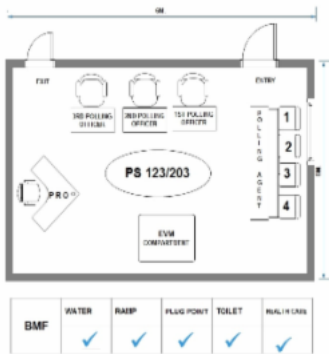 EXIT
ENTRY
3RD POLLING
OFFICER
2ND POLLING
OFFICER
1ST POLLING
OFFICER
POLLING AGENT
1
2
3
4
PRO
PS 123/203
EVM
COMPARTMENT
BMF
WATER
RAMP
PLUG POINT
TOILET
HEALTH CARE